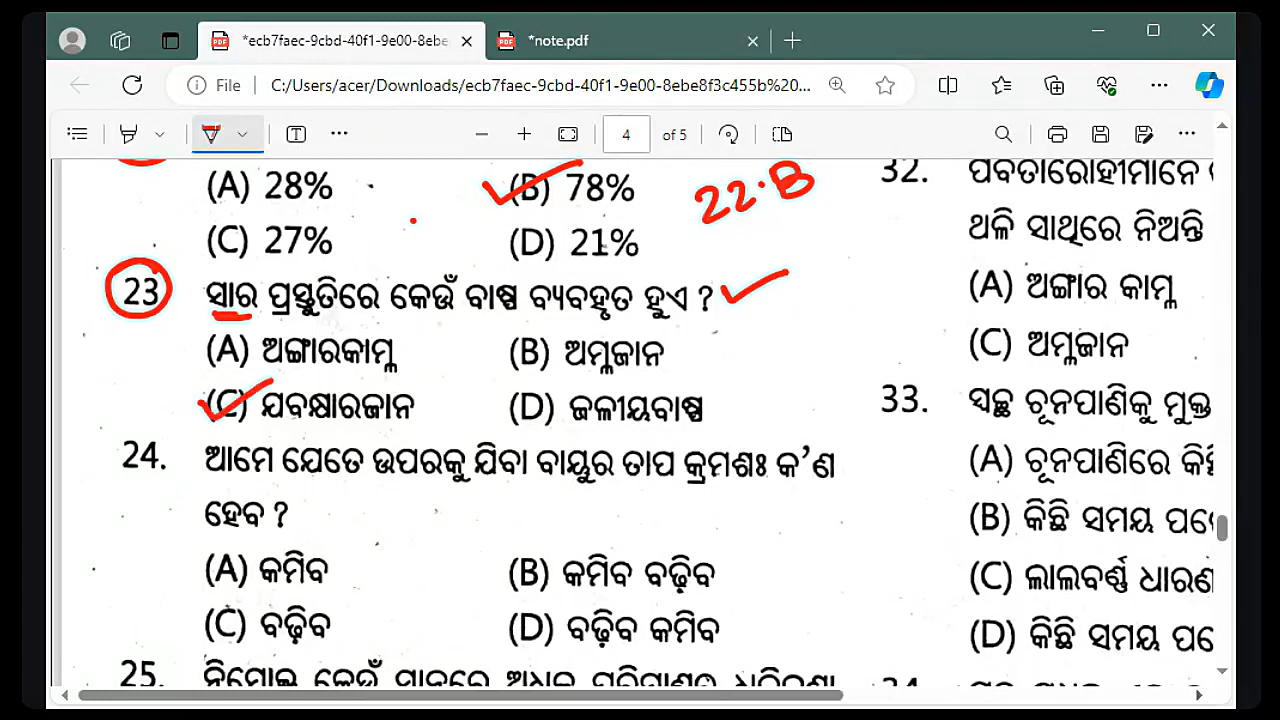 *ecb7faec-9cbd-40f1-9e00-8ebe
*note.pdf
File
C:/Users/acer/Downloads/ecb7faec-9cbd-40f1-9e00-8ebe8f3c455b%20...
4 of 5
(A) 28%
(B) 78%
22.B
(C) 27%
(D) 21%
23
ସାର ପ୍ରସ୍ତୁତିରେ କେଉଁ ବାଷ୍ପ ବ୍ୟବହୃତ ହୁଏ ?
(A) ଅଙ୍ଗାରକାମ୍ଳ
(B) ଅମ୍ଳଜାନ
(C) ଯବକ୍ଷାରଜାନ
(D) ଜଳୀୟବାଷ୍ପ
24. ଆମେ ଯେତେ ଉପରକୁ ଯିବା ବାୟୁର ତାପ କ୍ରମଶଃ କ'ଣ
ହେବ ?
(A) କମିବ
(B) କମିବ ବଢ଼ିବ
(C) ବଢ଼ିବ
(D) ବଢ଼ିବ କମିବ
25.
32. ପର୍ବତାରୋହୀମାନେ
ଥଳି ସାଥିରେ ନିଅନ୍ତି
(A) ଅଙ୍ଗାର କାମ୍ଳ
(C) ଅମ୍ଳଜାନ
33. ସ୍ୱଚ୍ଛ ଚୂନପାଣିକୁ ମୁକ୍ତ
(A) ଚୂନପାଣିରେ
(B) କିଛି ସମୟ
(C) ଲାଲବର୍ଣ୍ଣ ଧାରଣ
(D) କିଛି ସମୟ